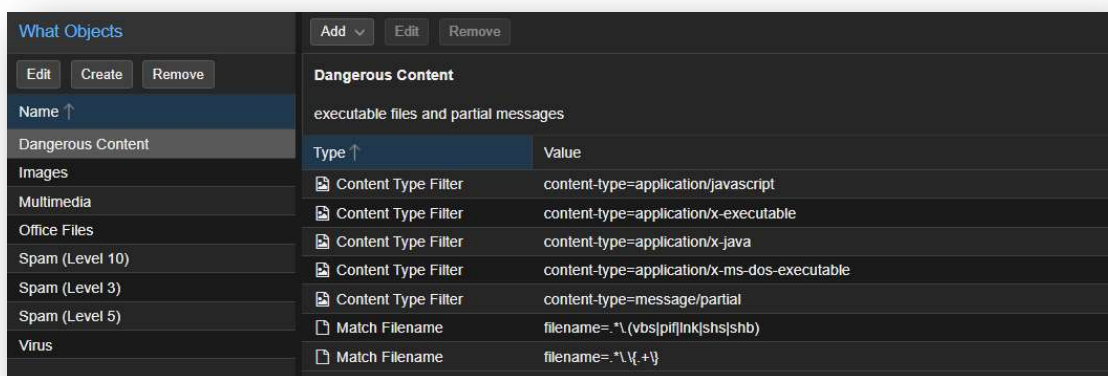 What Objects
Edit Create Remove
Name ↑
Dangerous Content
Images
Multimedia
Office Files
Spam (Level 10)
Spam (Level 3)
Spam (Level 5)
Virus
Add Edit Remove
Dangerous Content
executable files and partial messages
Type ↑ Value
Content Type Filter content-type=application/javascript
Content Type Filter content-type=application/x-executable
Content Type Filter content-type=application/x-java
Content Type Filter content-type=application/x-ms-dos-executable
Content Type Filter content-type=message/partial
Match Filename filename=.*\.(vbs|pif|lnk|shs|shb)
Match Filename filename=.*\.\{.+\}